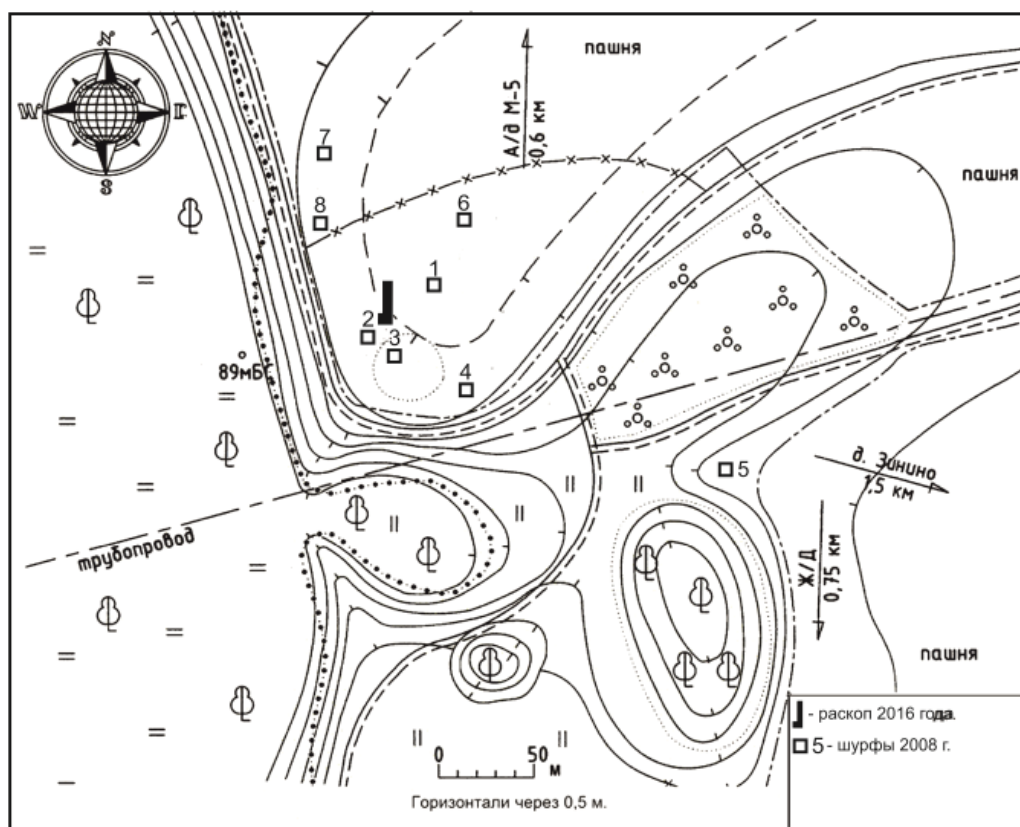 N
пашня
А/д М-5
0,6 км
W
E
S
7
пашня
8
6
1
2
3
4
89мБС
5
д. Зинино
1,5 км
трубопровод
Ж/Д
0,75 км
пашня
- раскоп 2016 года.
5 - шурфы 2008 г.
0 50
м
Горизонтали через 0,5 м.